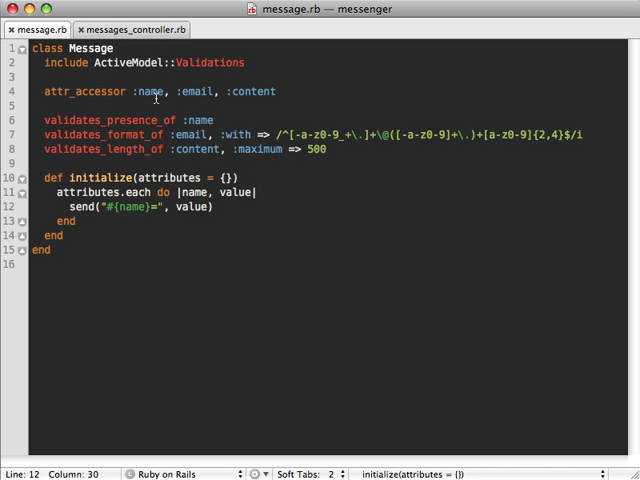 message.rb — messenger
message.rb
messages_controller.rb
1 class Message
2 include ActiveModel::Validations
3
4 attr_accessor :name, :email, :content
5
6 validates_presence_of :name
7 validates_format_of :email, :with => /^[-a-z0-9_+\.]+\@([-a-z0-9]+\.)+[a-z0-9]{2,4}$/i
8 validates_length_of :content, :maximum => 500
9
10 def initialize(attributes = {})
11 attributes.each do |name, value|
12 send("#{name}=", value)
13 end
14 end
15 end
16
Line: 12 Column: 30 Ruby on Rails Soft Tabs: 2 initialize(attributes = {})